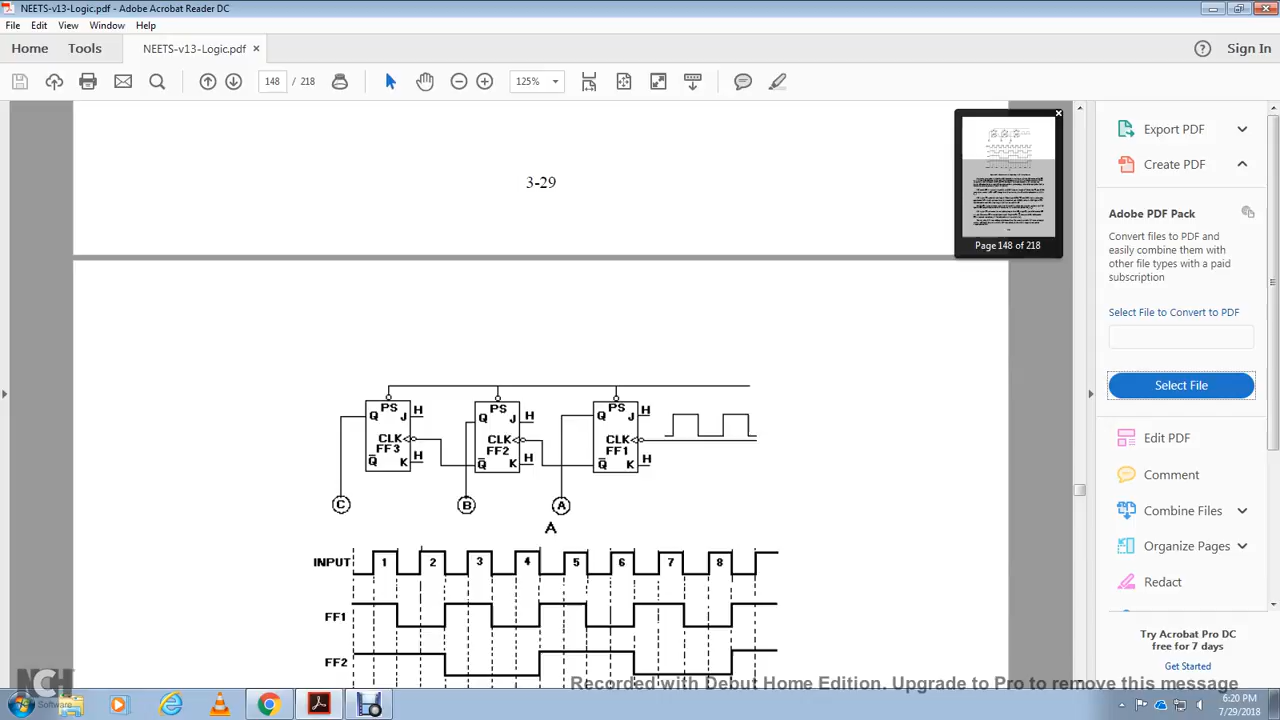 NEETS-v13-Logic.pdf - Adobe Acrobat Reader DC
File Edit View Window Help
Home Tools NEETS-v13-Logic.pdf × Sign In
148 / 218 125%
3-29
Page 148 of 218
Export PDF
Create PDF
Adobe PDF Pack
Convert files to PDF and
easily combine them with
other file types with a paid
subscription
Select File to Convert to PDF
Select File
Edit PDF
Comment
Combine Files
Organize Pages
Redact
Try Acrobat Pro DC
free for 7 days
Get Started
PS PS PS
Q J H Q J H Q J H
CLK CLK CLK
FF3 FF2 FF1
Q̅ K H Q̅ K H Q̅ K H
C B A
A
INPUT 1 2 3 4 5 6 7 8
FF1
FF2
NCH
Software
Recorded with Debut Home Edition. Upgrade to Pro to remove this message
6:20 PM
7/29/2018